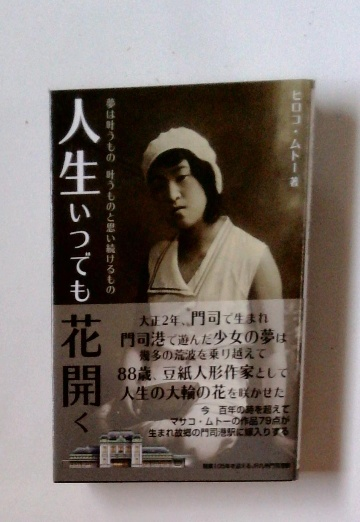 ヒロコ・ムトー著
夢は叶うもの 叶うものと思い続けるもの
人生いつでも花開く
大正2年、門司で生まれ
門司港で遊んだ少女の夢は
幾多の荒波を乗り越えて
88歳、豆紙人形作家として
人生の大輪の花を咲かせた
今…百年の時を超えて
マサコ・ムトーの作品79点が
生まれ故郷の門司港駅に嫁入りする